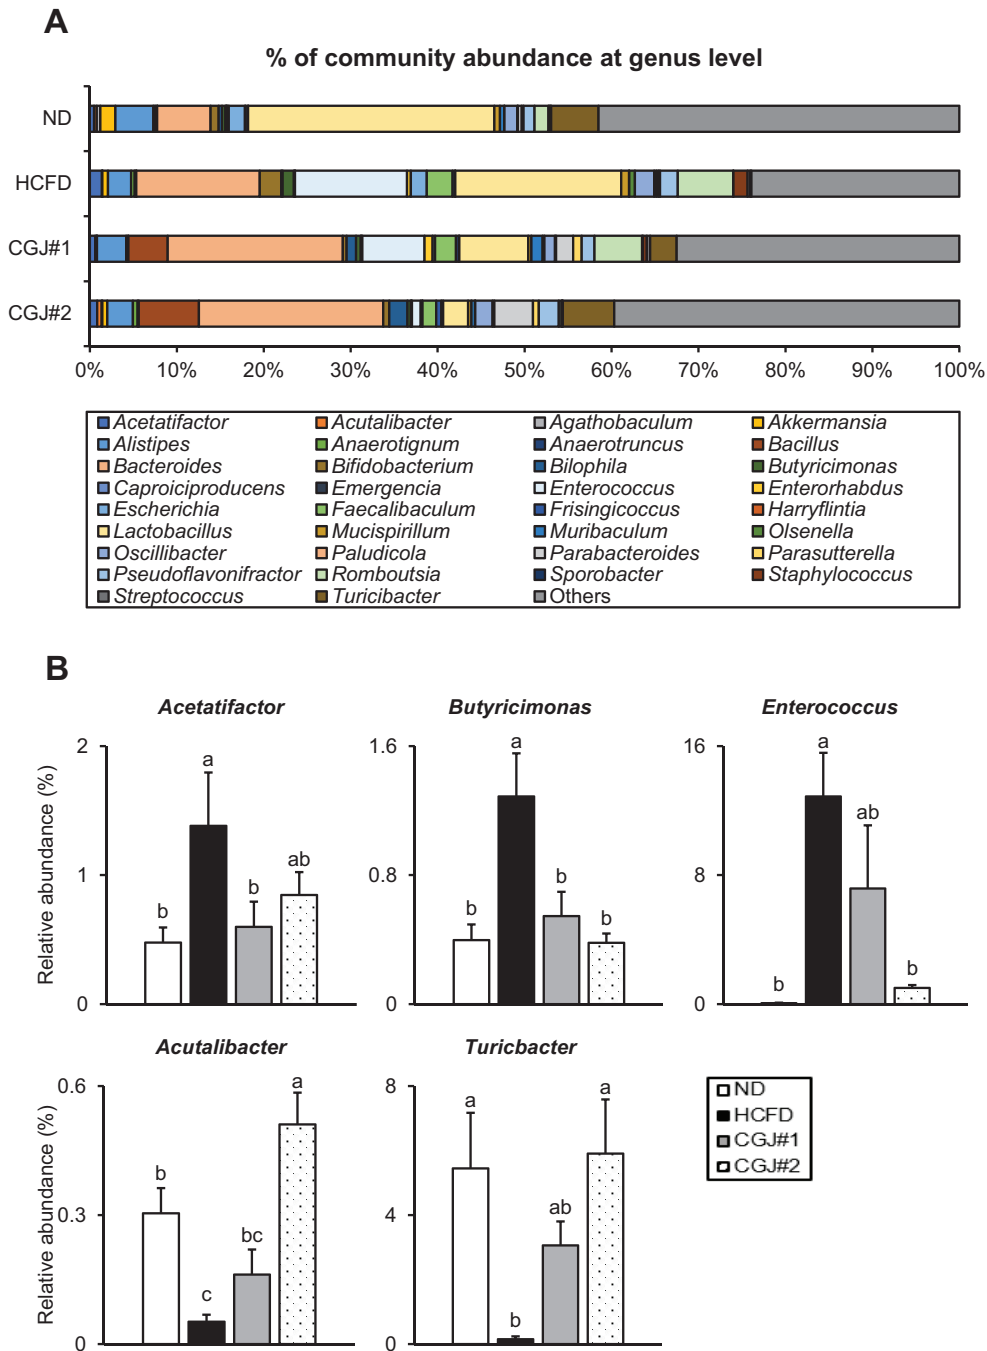 A
% of community abundance at genus level
ND
HCFD
CGJ#1
CGJ#2
0% 10% 20% 30% 40% 50% 60% 70% 80% 90% 100%
Acetatifactor Acutalibacter Agathobaculum Akkermansia
Alistipes Anaerotignum Anaerotruncus Bacillus
Bacteroides Bifidobacterium Bilophila Butyricimonas
Caproiciproducens Emergencia Enterococcus Enterorhabdus
Escherichia Faecalibaculum Frisingicoccus Harryflintia
Lactobacillus Mucispirillum Muribaculum Olsenella
Oscillibacter Paludicola Parabacteroides Parasutterella
Pseudoflavonifractor Romboutsia Sporobacter Staphylococcus
Streptococcus Turicibacter Others
B
Acetatifactor Butyricimonas Enterococcus
Relative abundance (%)
2
1
0
b a b ab
1.6
0.8
0
b a b b
16
8
0
b a ab b
Acutalibacter Turicbacter
Relative abundance (%)
0.6
0.3
0
b c bc a
8
4
0
a b ab a
ND
HCFD
CGJ#1
CGJ#2